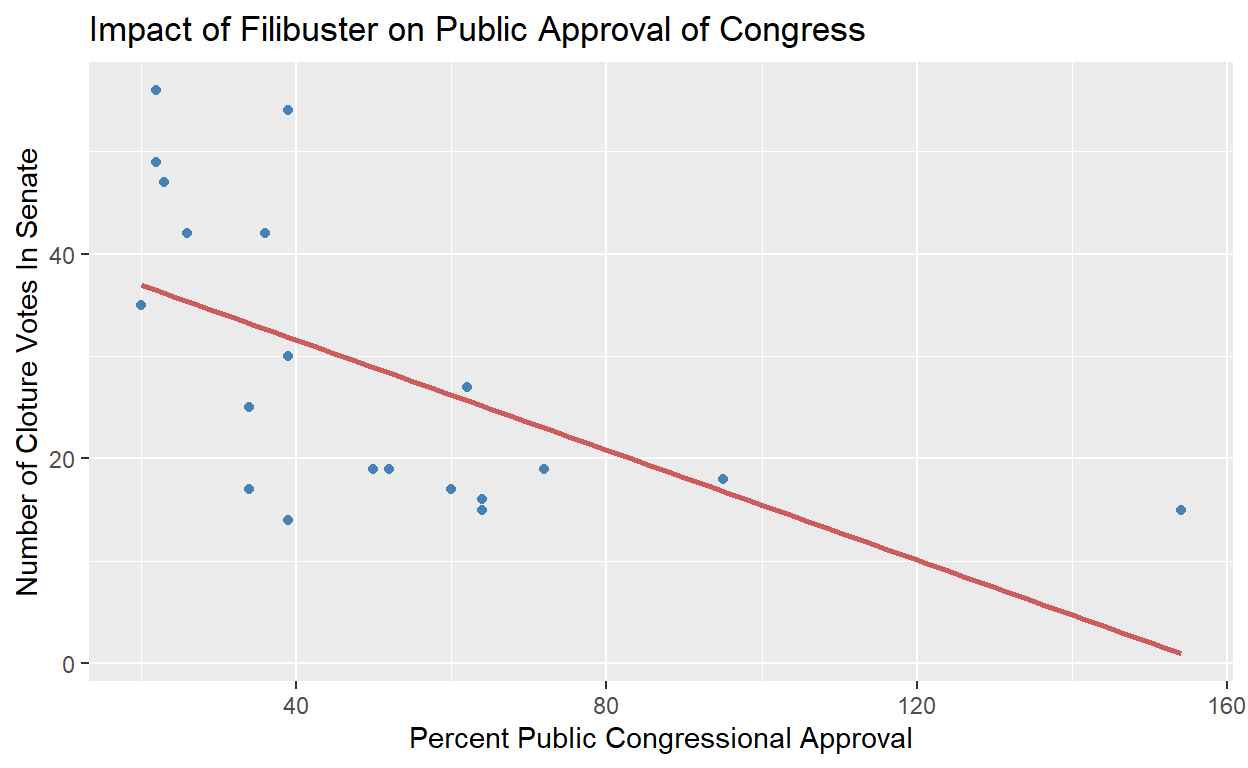 Impact of Filibuster on Public Approval of Congress
Number of Cloture Votes In Senate
40
20
0
40
80
120
160
Percent Public Congressional Approval